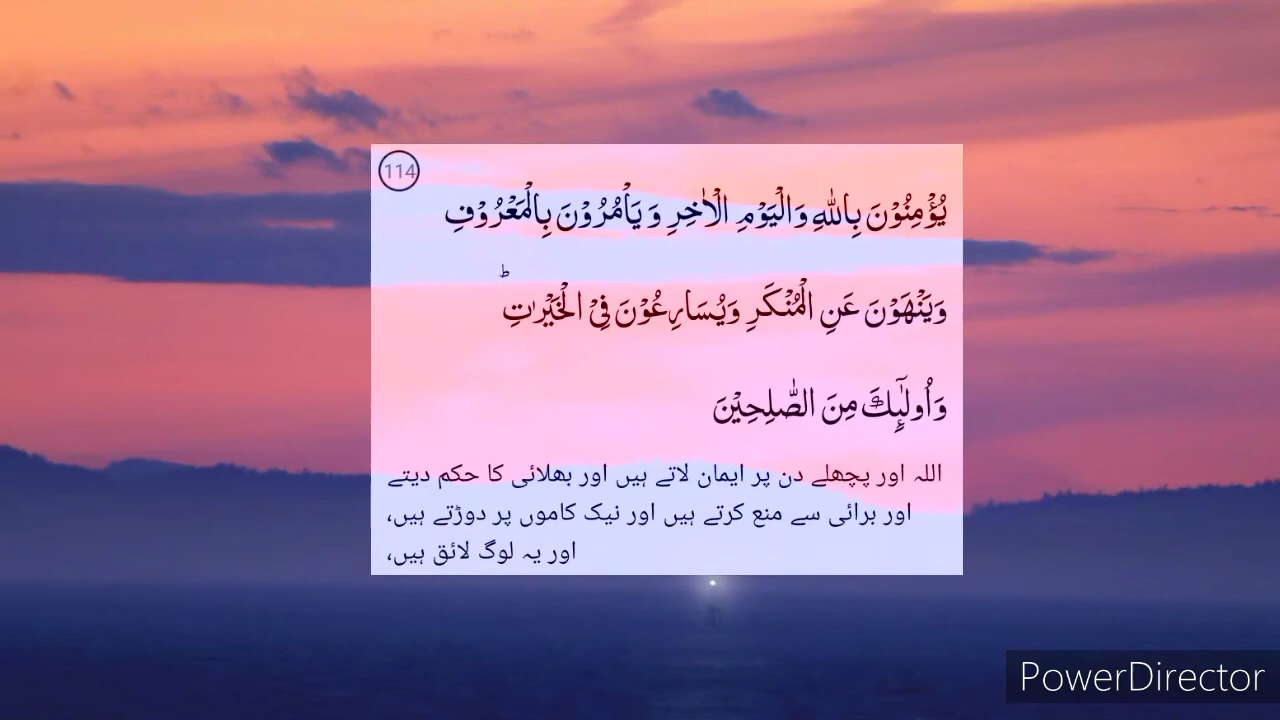 114
يُؤْمِنُوْنَ بِاللّٰهِ وَالْيَوْمِ الْاٰخِرِ وَ يَاْمُرُوْنَ بِالْمَعْرُوْفِ
وَيَنْهَوْنَ عَنِ الْمُنْكَرِ وَيُسَارِعُوْنَ فِيْ الْخَيْرٰتِ ؕ
وَاُولٰٓئِكَ مِنَ الصّٰلِحِيْنَ
اللہ اور پچھلے دن پر ایمان لاتے ہیں اور بھلائی کا حکم دیتے
اور برائی سے منع کرتے ہیں اور نیک کاموں پر دوڑتے ہیں،
اور یہ لوگ لائق ہیں،
PowerDirector